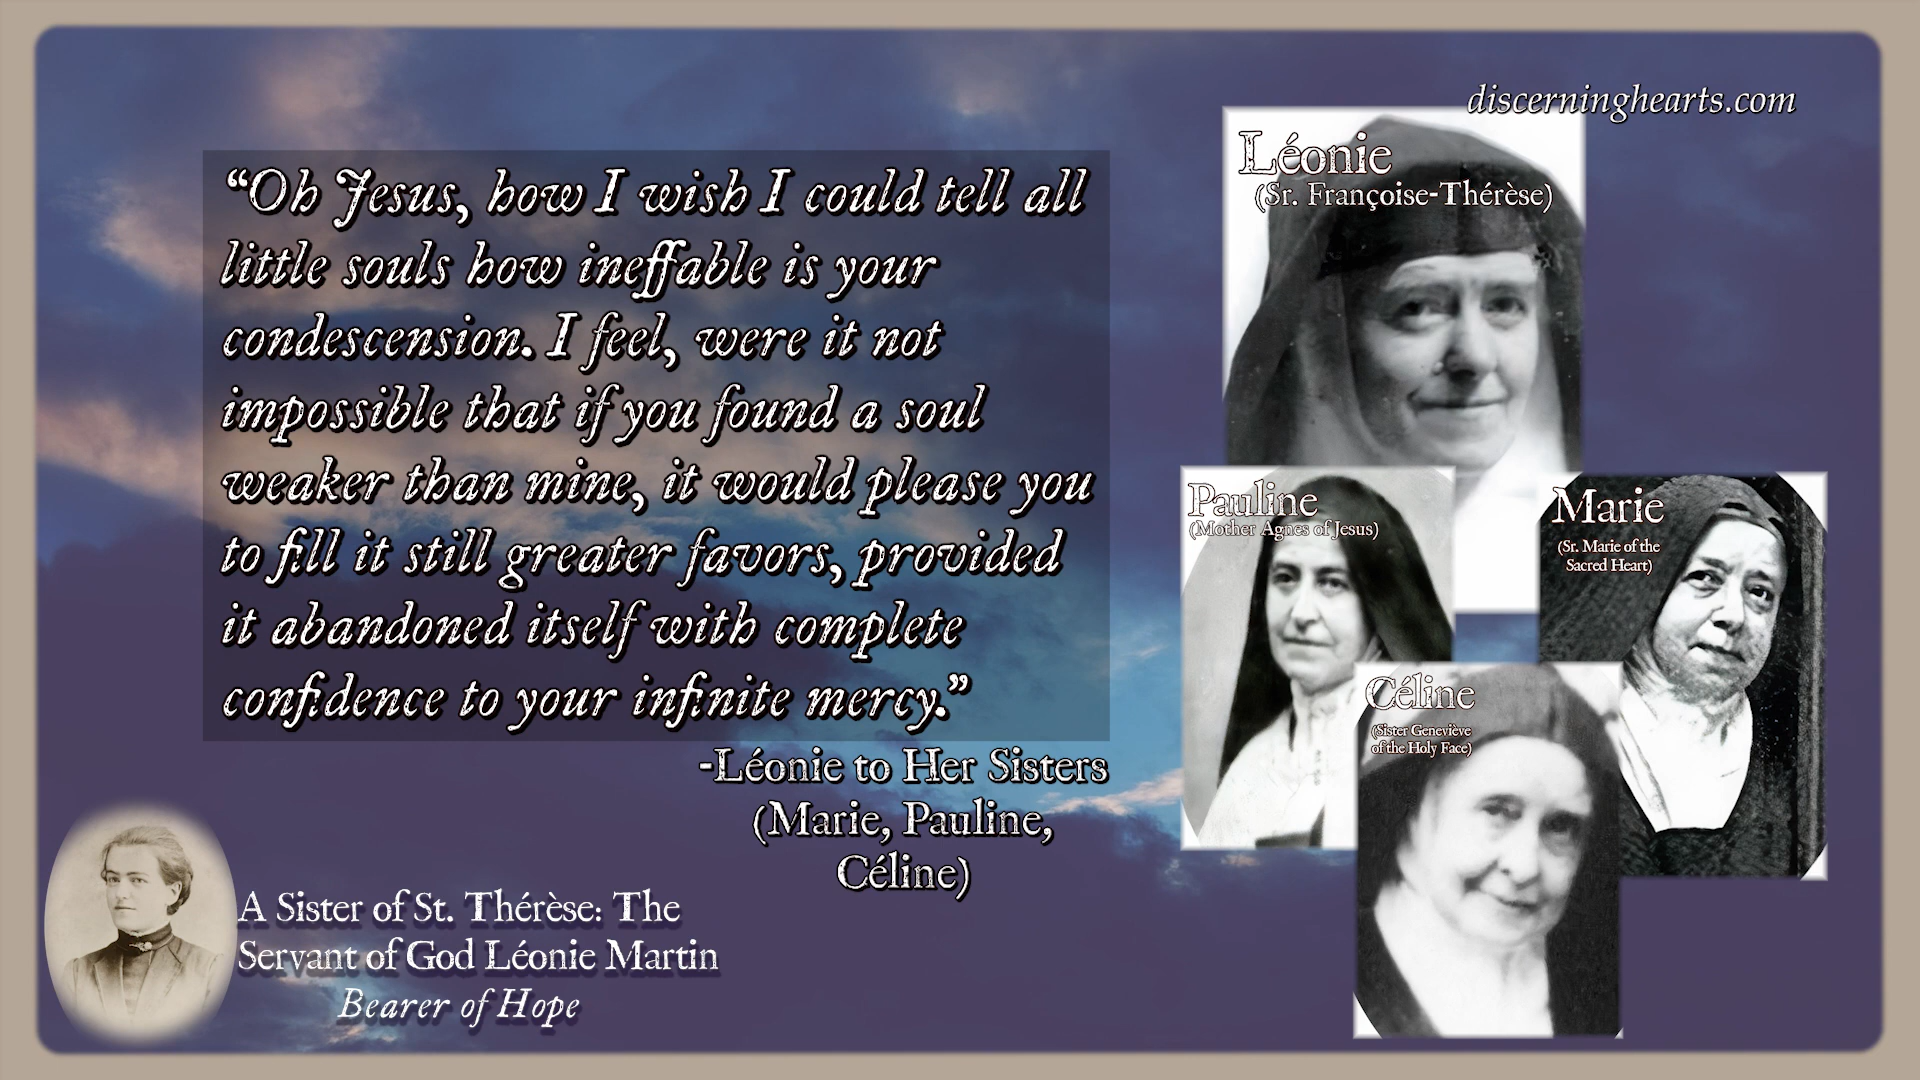 discerninghearts.com
“Oh Jesus, how I wish I could tell all
little souls how ineffable is your
condescension. I feel, were it not
impossible that if you found a soul
weaker than mine, it would please you
to fill it still greater favors, provided
it abandoned itself with complete
confidence to your infinite mercy.”
-Léonie to Her Sisters
(Marie, Pauline,
Céline)
Léonie
(Sr. Françoise-Thérèse)
Pauline
(Mother Agnes of Jesus)
Marie
(Sr. Marie of the
Sacred Heart)
Céline
(Sister Geneviève
of the Holy Face)
A Sister of St. Thérèse: The
Servant of God Léonie Martin
Bearer of Hope